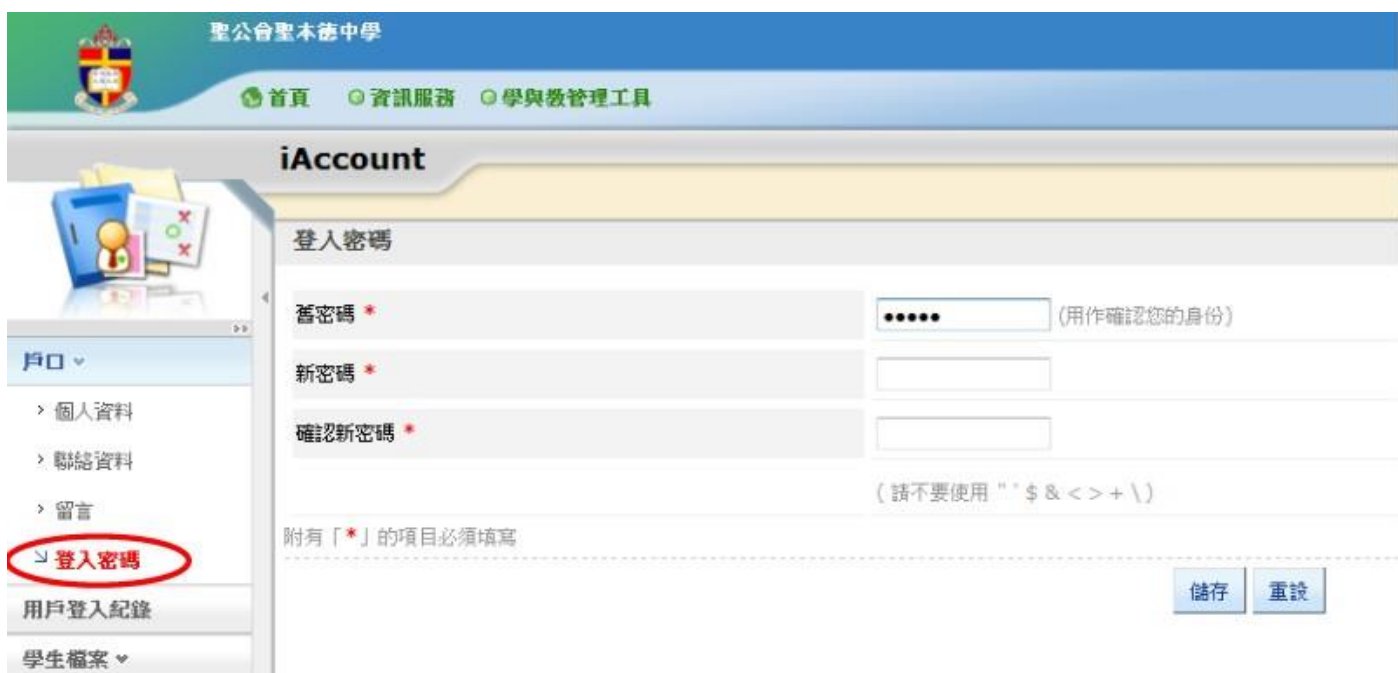 聖公會聖本德中學
首頁 資訊服務 學與教管理工具
iAccount
登入密碼
舊密碼 * ••••• (用作確認您的身份)
新密碼 *
確認新密碼 *
( 請不要使用 " ' $ & < > + \ )
附有「*」的項目必須填寫
儲存 重設
戶口
個人資料
聯絡資料
留言
登入密碼
用戶登入紀錄
學生檔案